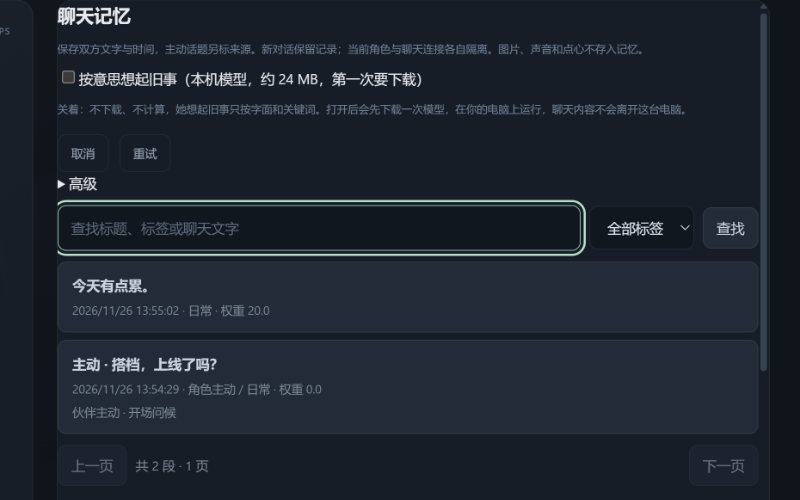 聊天记忆
PS
保存双方文字与时间，主动话题另标来源。新对话保留记录；当前角色与聊天连接各自隔离。图片、声音和点心不存入记忆。
按意思想起旧事（本机模型，约 24 MB，第一次要下载）
关着：不下载、不计算，她想起旧事只按字面和关键词。打开后会先下载一次模型，在你的电脑上运行，聊天内容不会离开这台电脑。
取消 重试
高级
查找标题、标签或聊天文字 全部标签 查找
今天有点累。
2026/11/26 13:55:02 · 日常 · 权重 20.0
主动 · 搭档，上线了吗？
2026/11/26 13:54:29 · 角色主动 / 日常 · 权重 0.0
伙伴主动 · 开场问候
上一页 共 2 段 · 1 页 下一页